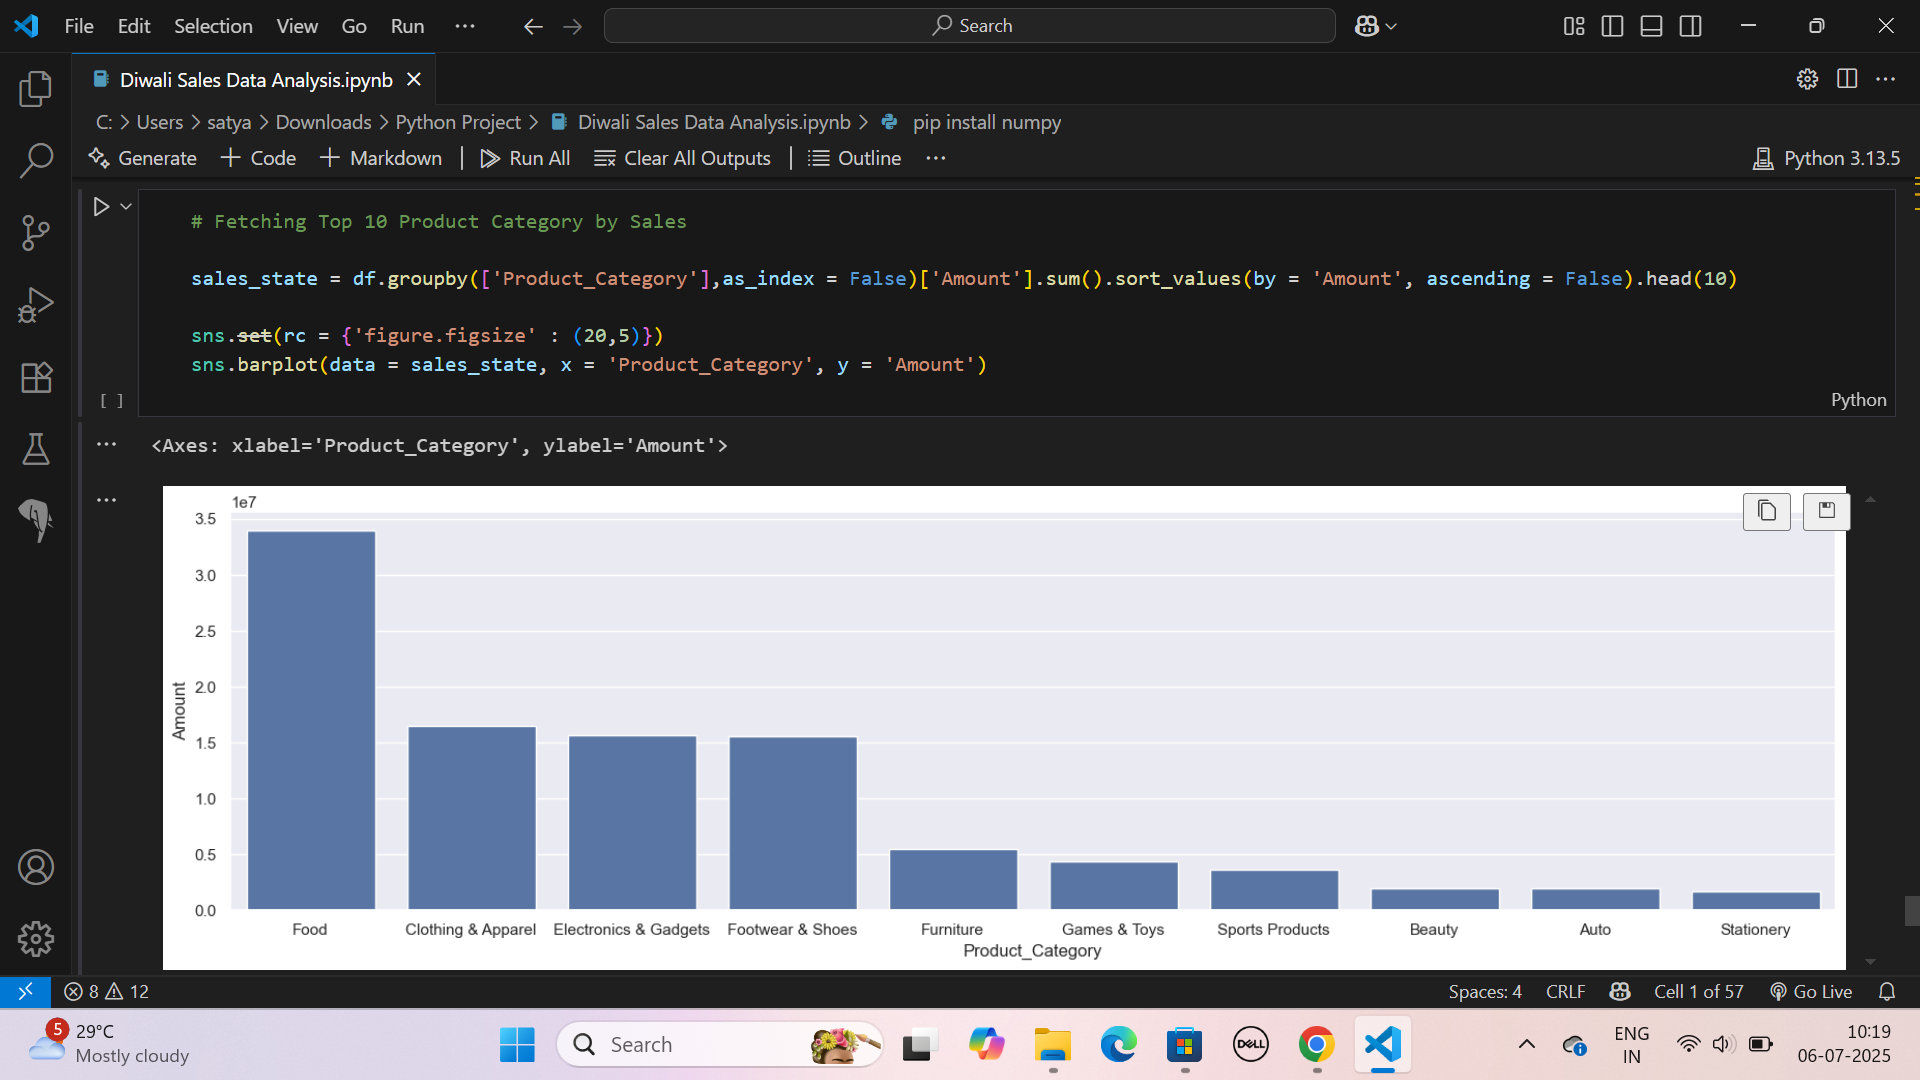 File Edit Selection View Go Run ··· Search
Diwali Sales Data Analysis.ipynb
C: > Users > satya > Downloads > Python Project > Diwali Sales Data Analysis.ipynb > pip install numpy
Generate + Code + Markdown | Run All Clear All Outputs | Outline ··· Python 3.13.5
# Fetching Top 10 Product Category by Sales
sales_state = df.groupby(['Product_Category'],as_index = False)['Amount'].sum().sort_values(by = 'Amount', ascending = False).head(10)
sns.set(rc = {'figure.figsize' : (20,5)})
sns.barplot(data = sales_state, x = 'Product_Category', y = 'Amount')
[ ] Python
<Axes: xlabel='Product_Category', ylabel='Amount'>
1e7
3.5
3.0
2.5
2.0
1.5
1.0
0.5
0.0
Amount
Food Clothing & Apparel Electronics & Gadgets Footwear & Shoes Furniture Games & Toys Sports Products Beauty Auto Stationery
Product_Category
8 12 Spaces: 4 CRLF Cell 1 of 57 Go Live
5 29°C
Mostly cloudy
Search
DELL
ENG
IN
10:19
06-07-2025